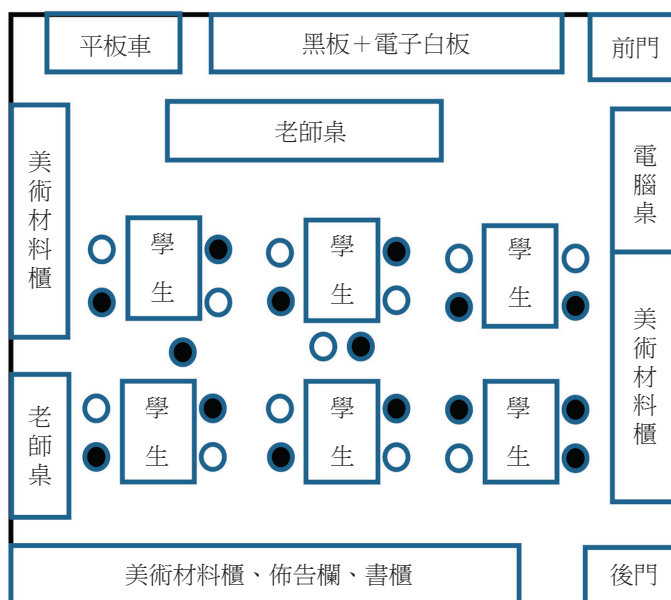 平板車
黑板＋電子白板
前門
老師桌
美術材料櫃
電腦桌
學生
學生
學生
美術材料櫃
老師桌
學生
學生
學生
美術材料櫃、佈告欄、書櫃
後門